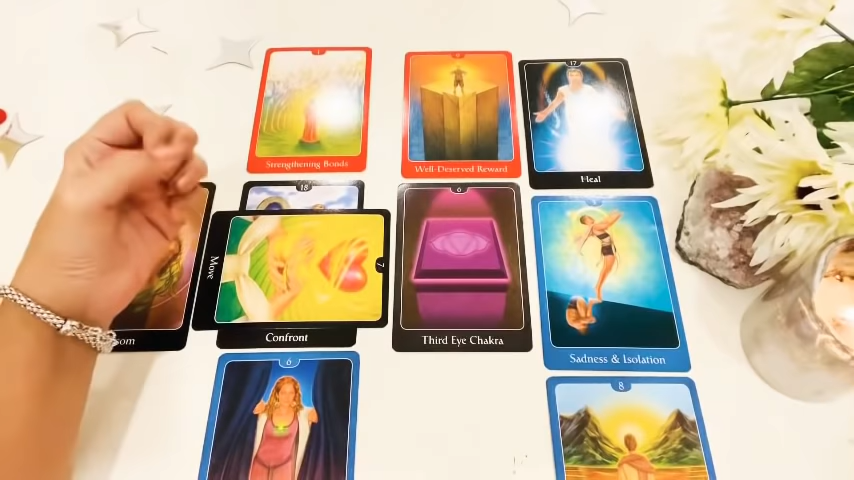 1
Strengthening Bonds
Well-Deserved Reward
17
Heal
18
7
Move
Confront
6
Third Eye Chakra
Sadness & Isolation
6
8